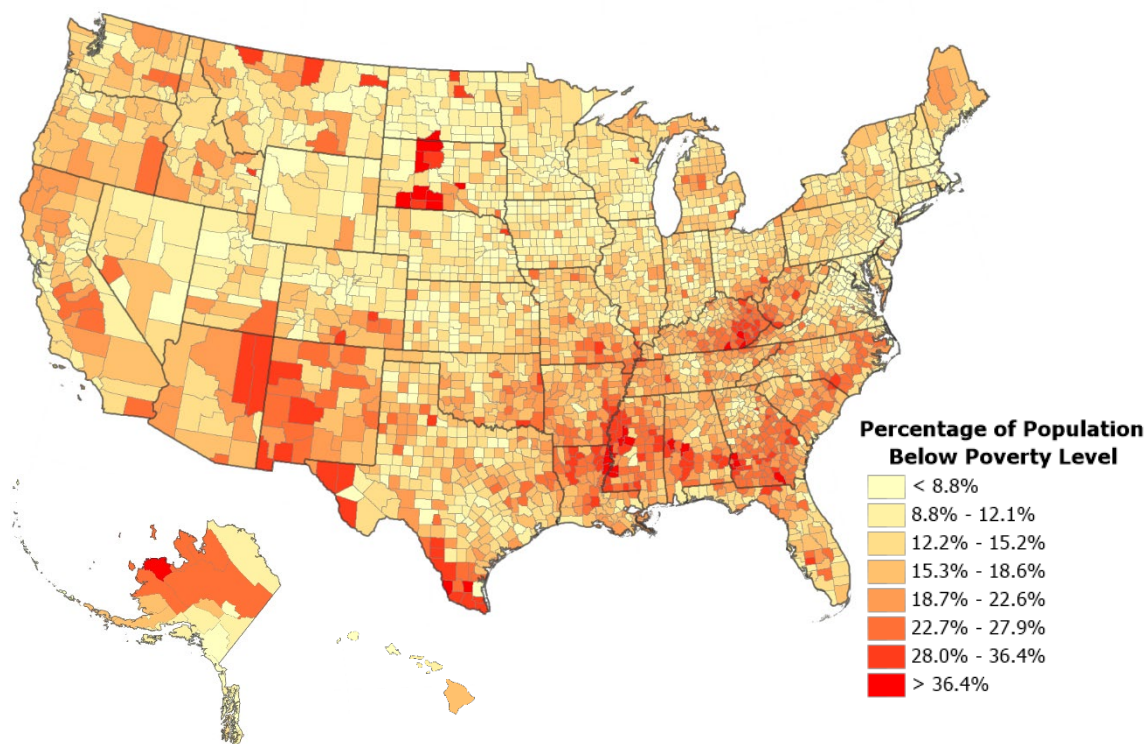 Percentage of Population
Below Poverty Level
< 8.8%
8.8% - 12.1%
12.2% - 15.2%
15.3% - 18.6%
18.7% - 22.6%
22.7% - 27.9%
28.0% - 36.4%
> 36.4%